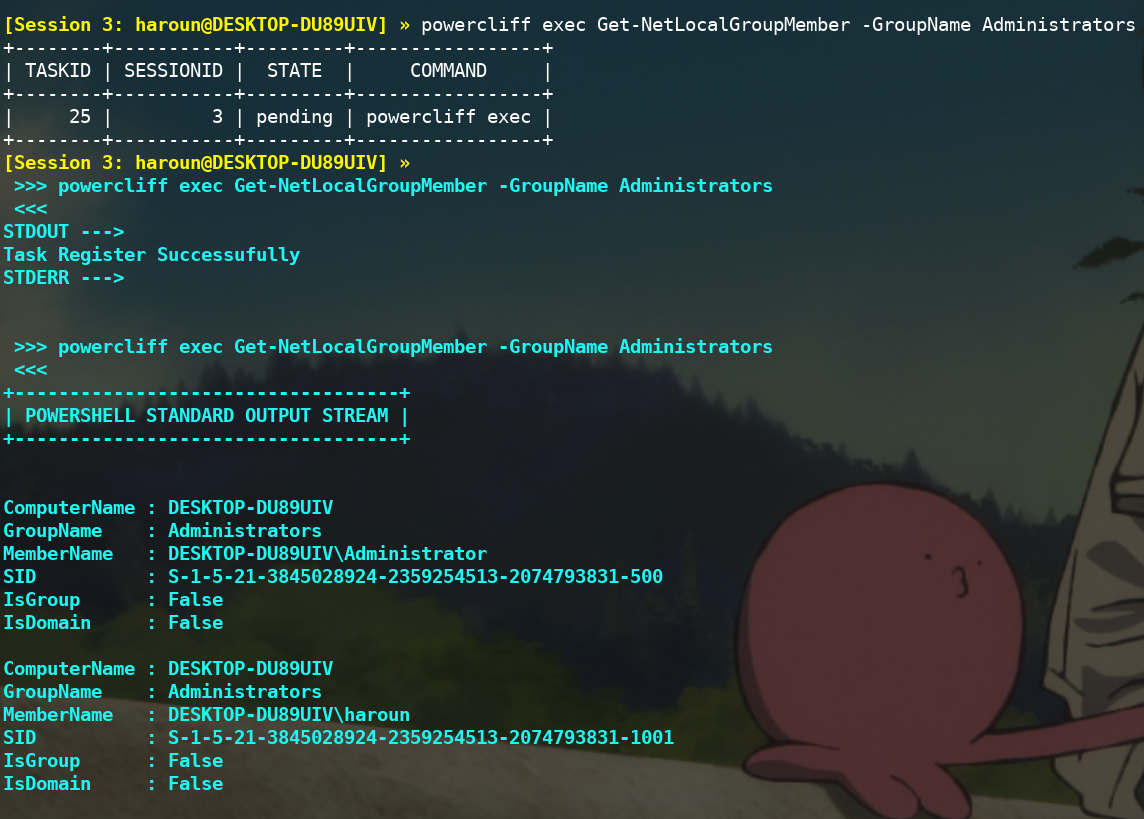 [Session 3: haroun@DESKTOP-DU89UIV] » powercliff exec Get-NetLocalGroupMember -GroupName Administrators
+--------+-----------+---------+-----------------+
| TASKID | SESSIONID |  STATE  |     COMMAND     |
+--------+-----------+---------+-----------------+
|     25 |         3 | pending | powercliff exec |
+--------+-----------+---------+-----------------+
[Session 3: haroun@DESKTOP-DU89UIV] »
 >>> powercliff exec Get-NetLocalGroupMember -GroupName Administrators
 <<<
STDOUT --->
Task Register Successufully
STDERR --->
 >>> powercliff exec Get-NetLocalGroupMember -GroupName Administrators
 <<<
+-----------------------------------+
| POWERSHELL STANDARD OUTPUT STREAM |
+-----------------------------------+
ComputerName : DESKTOP-DU89UIV
GroupName    : Administrators
MemberName   : DESKTOP-DU89UIV\Administrator
SID          : S-1-5-21-3845028924-2359254513-2074793831-500
IsGroup      : False
IsDomain     : False
ComputerName : DESKTOP-DU89UIV
GroupName    : Administrators
MemberName   : DESKTOP-DU89UIV\haroun
SID          : S-1-5-21-3845028924-2359254513-2074793831-1001
IsGroup      : False
IsDomain     : False